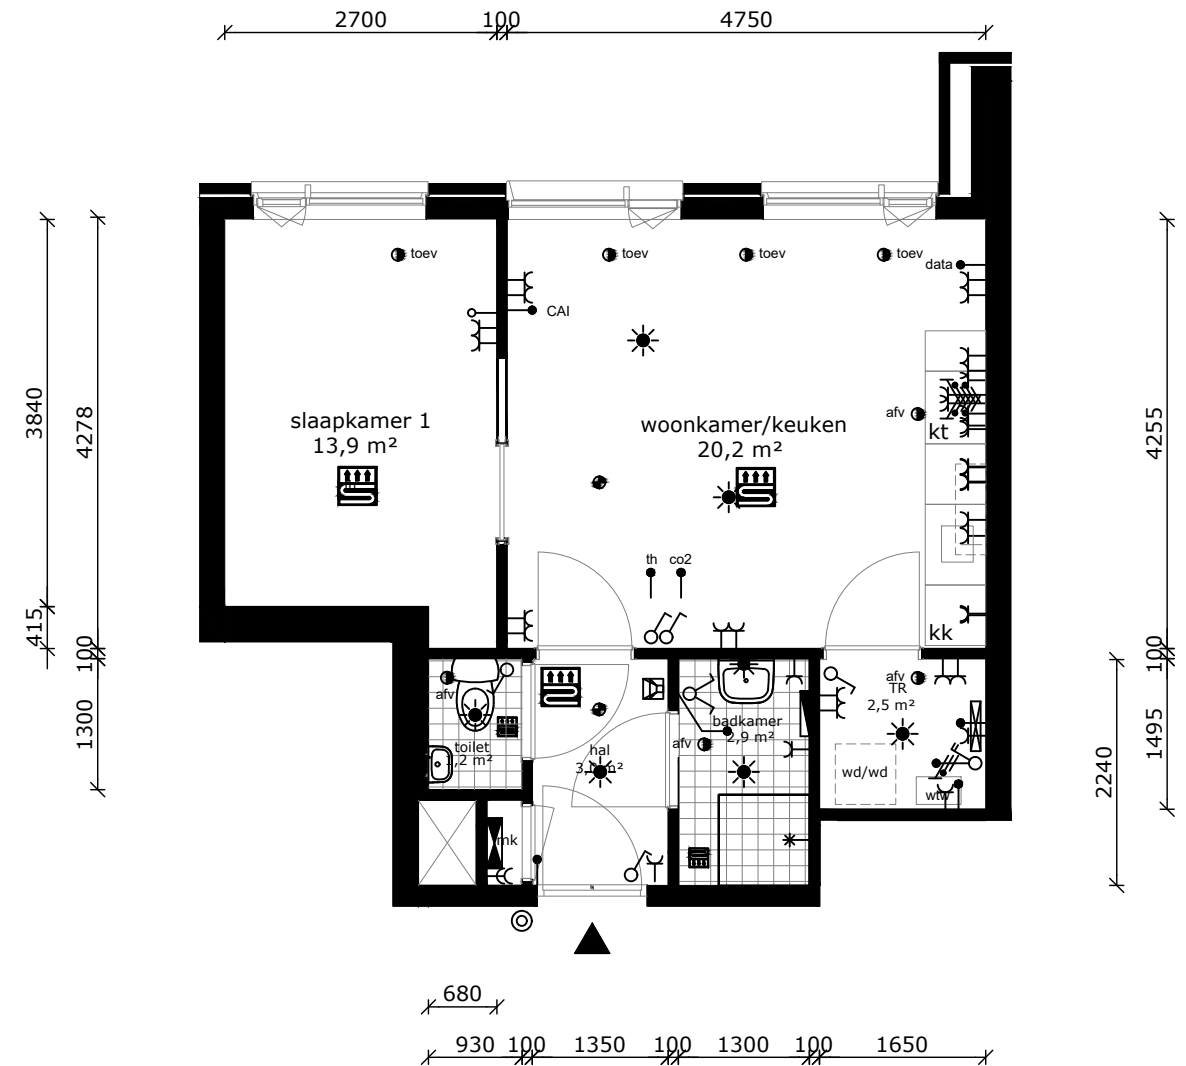 2700 100 4750
toev toev toev toev
data
CAI
3840
4278
4255
slaapkamer 1
13,9 m²
woonkamer/keuken
20,2 m²
afv
kt
th co2
415
100
100
kk
afv
afv
TR
2,5 m²
1300
toilet
badkamer
2,9 m²
afv
hal
1495
2240
wd/wd
wtw
mk
680
930 100 1350 100 1300 100 1650